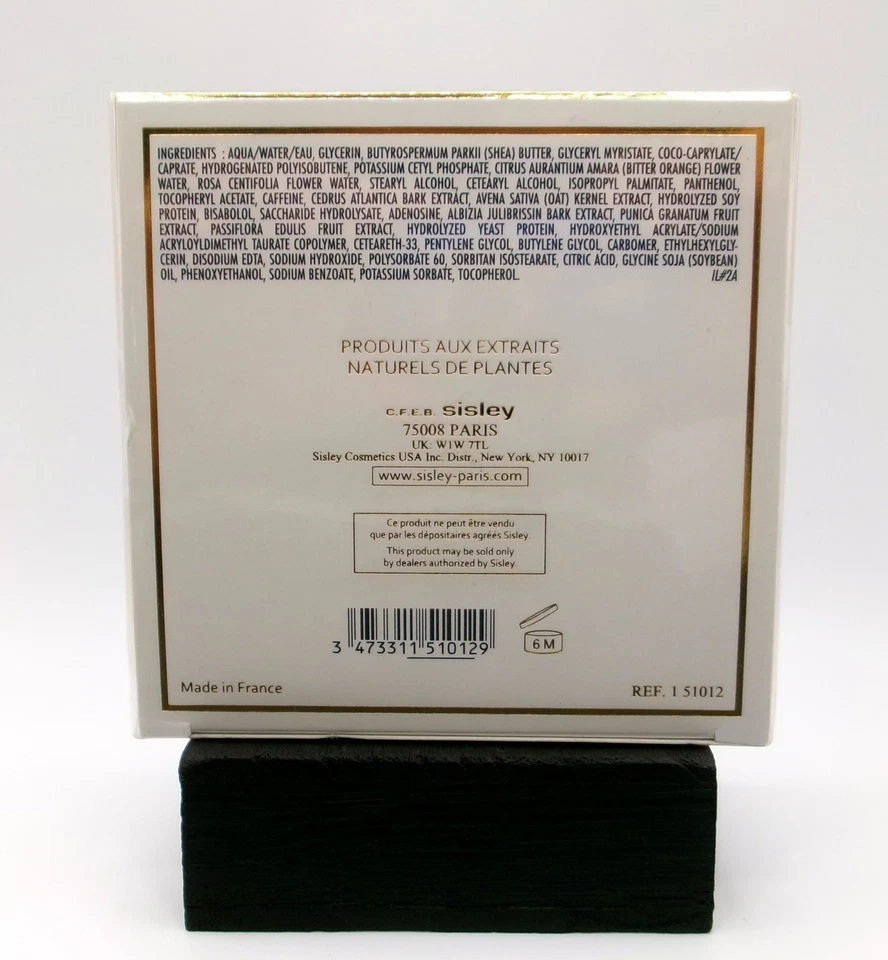 INGREDIENTS : AQUA/WATER/EAU, GLYCERIN, BUTYROSPERMUM PARKII (SHEA) BUTTER, GLYCERYL MYRISTATE, COCO-CAPRYLATE/
CAPRATE, HYDROGENATED POLYISOBUTENE, POTASSIUM CETYL PHOSPHATE, CITRUS AURANTIUM AMARA (BITTER ORANGE) FLOWER
WATER, ROSA CENTIFOLIA FLOWER WATER, STEARYL ALCOHOL, CETEARYL ALCOHOL, ISOPROPYL PALMITATE, PANTHENOL,
TOCOPHERYL ACETATE, CAFFEINE, CEDRUS ATLANTICA BARK EXTRACT, AVENA SATIVA (OAT) KERNEL EXTRACT, HYDROLYZED SOY
PROTEIN, BISABOLOL, SACCHARIDE HYDROLYSATE, ADENOSINE, ALBIZIA JULIBRISSIN BARK EXTRACT, PUNICA GRANATUM FRUIT
EXTRACT, PASSIFLORA EDULIS FRUIT EXTRACT, HYDROLYZED YEAST PROTEIN, HYDROXYETHYL ACRYLATE/SODIUM
ACRYLOYLDIMETHYL TAURATE COPOLYMER, CETEARETH-33, PENTYLENE GLYCOL, BUTYLENE GLYCOL, CARBOMER, ETHYLHEXYLGLY-
CERIN, DISODIUM EDTA, SODIUM HYDROXIDE, POLYSORBATE 60, SORBITAN ISOSTEARATE, CITRIC ACID, GLYCINE SOJA (SOYBEAN)
OIL, PHENOXYETHANOL, SODIUM BENZOATE, POTASSIUM SORBATE, TOCOPHEROL. IL#2A
PRODUITS AUX EXTRAITS
NATURELS DE PLANTES
C.F.E.B. sisley
75008 PARIS
UK: W1W 7TL
Sisley Cosmetics USA Inc. Distr., New York, NY 10017
www.sisley-paris.com
Ce produit ne peut être vendu
que par les dépositaires agréés Sisley.
This product may be sold only
by dealers authorized by Sisley.
3 473311 510129
6 M
Made in France
REF. 1 51012